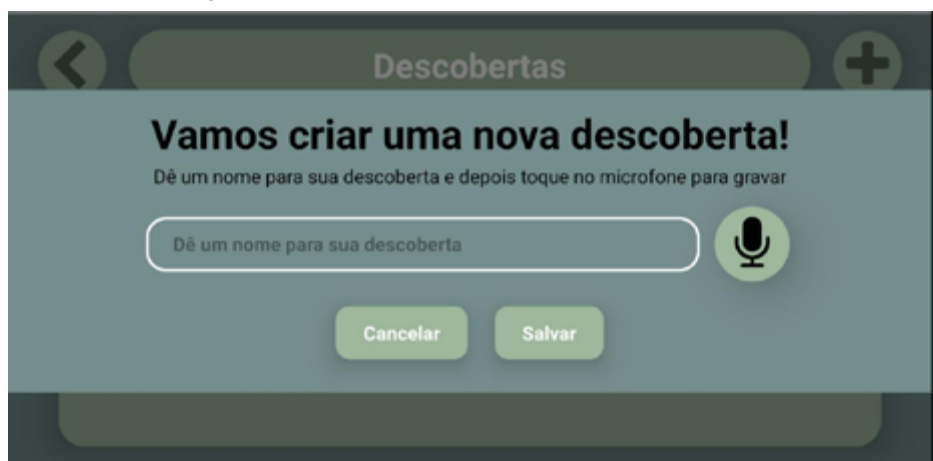 Descobertas
Vamos criar uma nova descoberta!
Dê um nome para sua descoberta e depois toque no microfone para gravar
Dê um nome para sua descoberta
Cancelar
Salvar